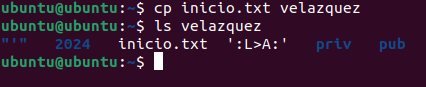 ubuntu@ubuntu:~$ cp inicio.txt velazquez
ubuntu@ubuntu:~$ ls velazquez
"'"   2024   inicio.txt  ':L>A:'   priv   pub
ubuntu@ubuntu:~$